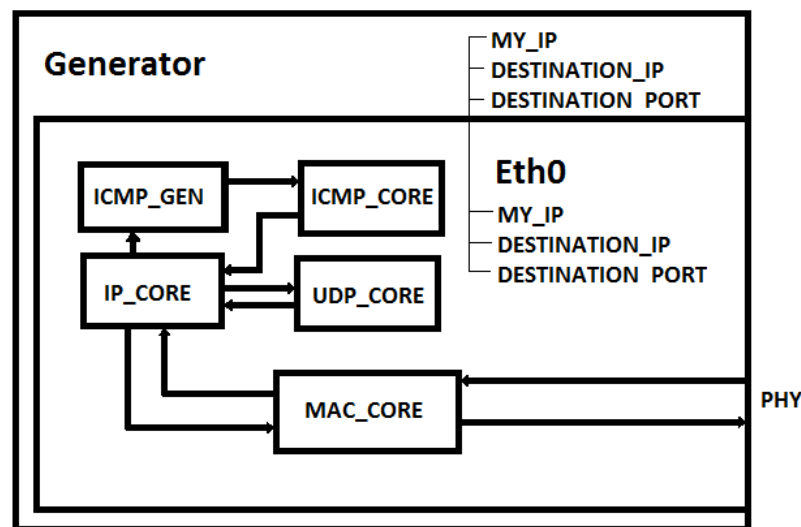 Generator
MY_IP
DESTINATION_IP
DESTINATION PORT
Eth0
MY_IP
DESTINATION_IP
DESTINATION PORT
ICMP_GEN
ICMP_CORE
IP_CORE
UDP_CORE
MAC_CORE
PHY